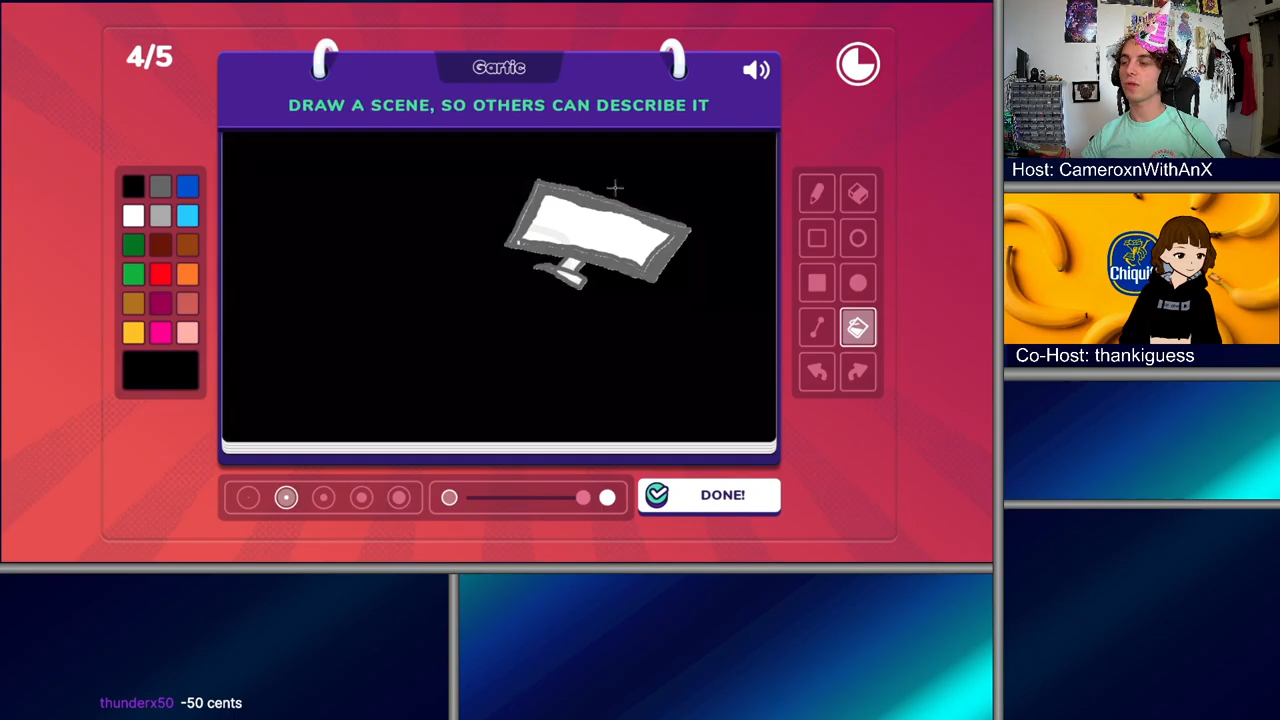 4/5
Gartic
DRAW A SCENE, SO OTHERS CAN DESCRIBE IT
DONE!
Host: CameroxnWithAnX
Chiqui
Co-Host: thankiguess
thunderx50 -50 cents